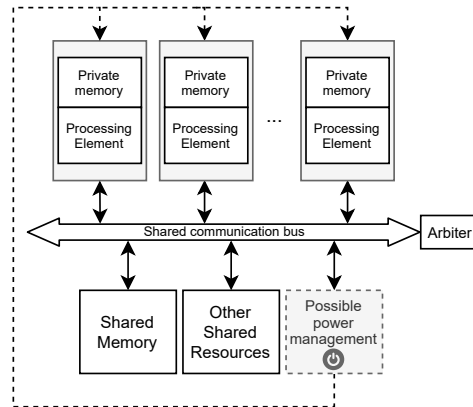 Private
memory
Processing
Element
Private
memory
Processing
Element
...
Private
memory
Processing
Element
Shared communication bus
Arbiter
Shared
Memory
Other
Shared
Resources
Possible
power
management